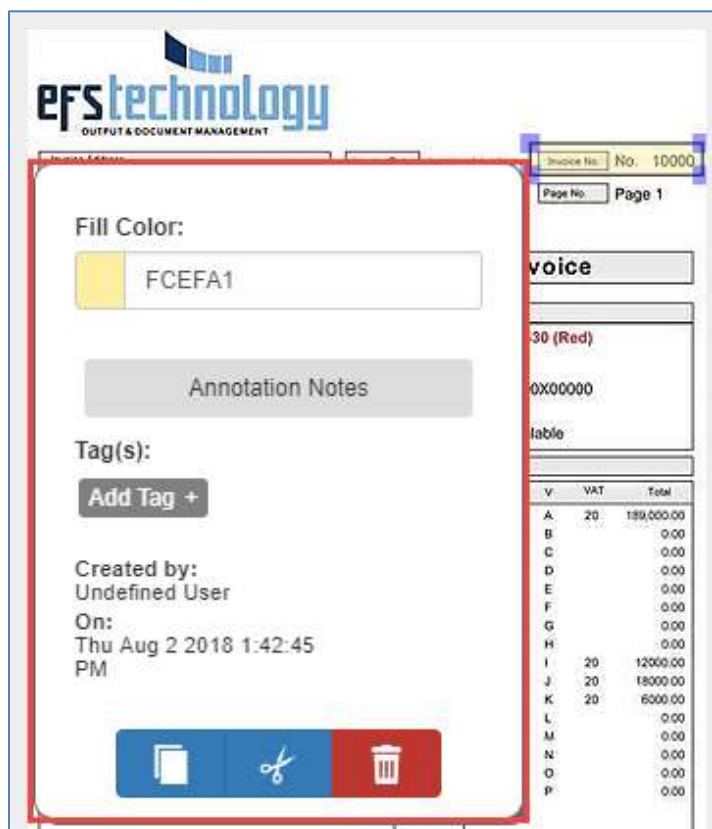 efstechnology
OUTPUT & DOCUMENT MANAGEMENT
Invoice No. No. 10000
Page No. Page 1
Fill Color:
FCEFA1
Annotation Notes
Tag(s):
Add Tag +
Created by:
Undefined User
On:
Thu Aug 2 2018 1:42:45
PM
voice
30 (Red)
0X00000
lable
V VAT Total
A 20 189,000.00
B 0.00
C 0.00
D 0.00
E 0.00
F 0.00
G 0.00
H 0.00
I 20 12000.00
J 20 18000.00
K 20 6000.00
L 0.00
M 0.00
N 0.00
O 0.00
P 0.00